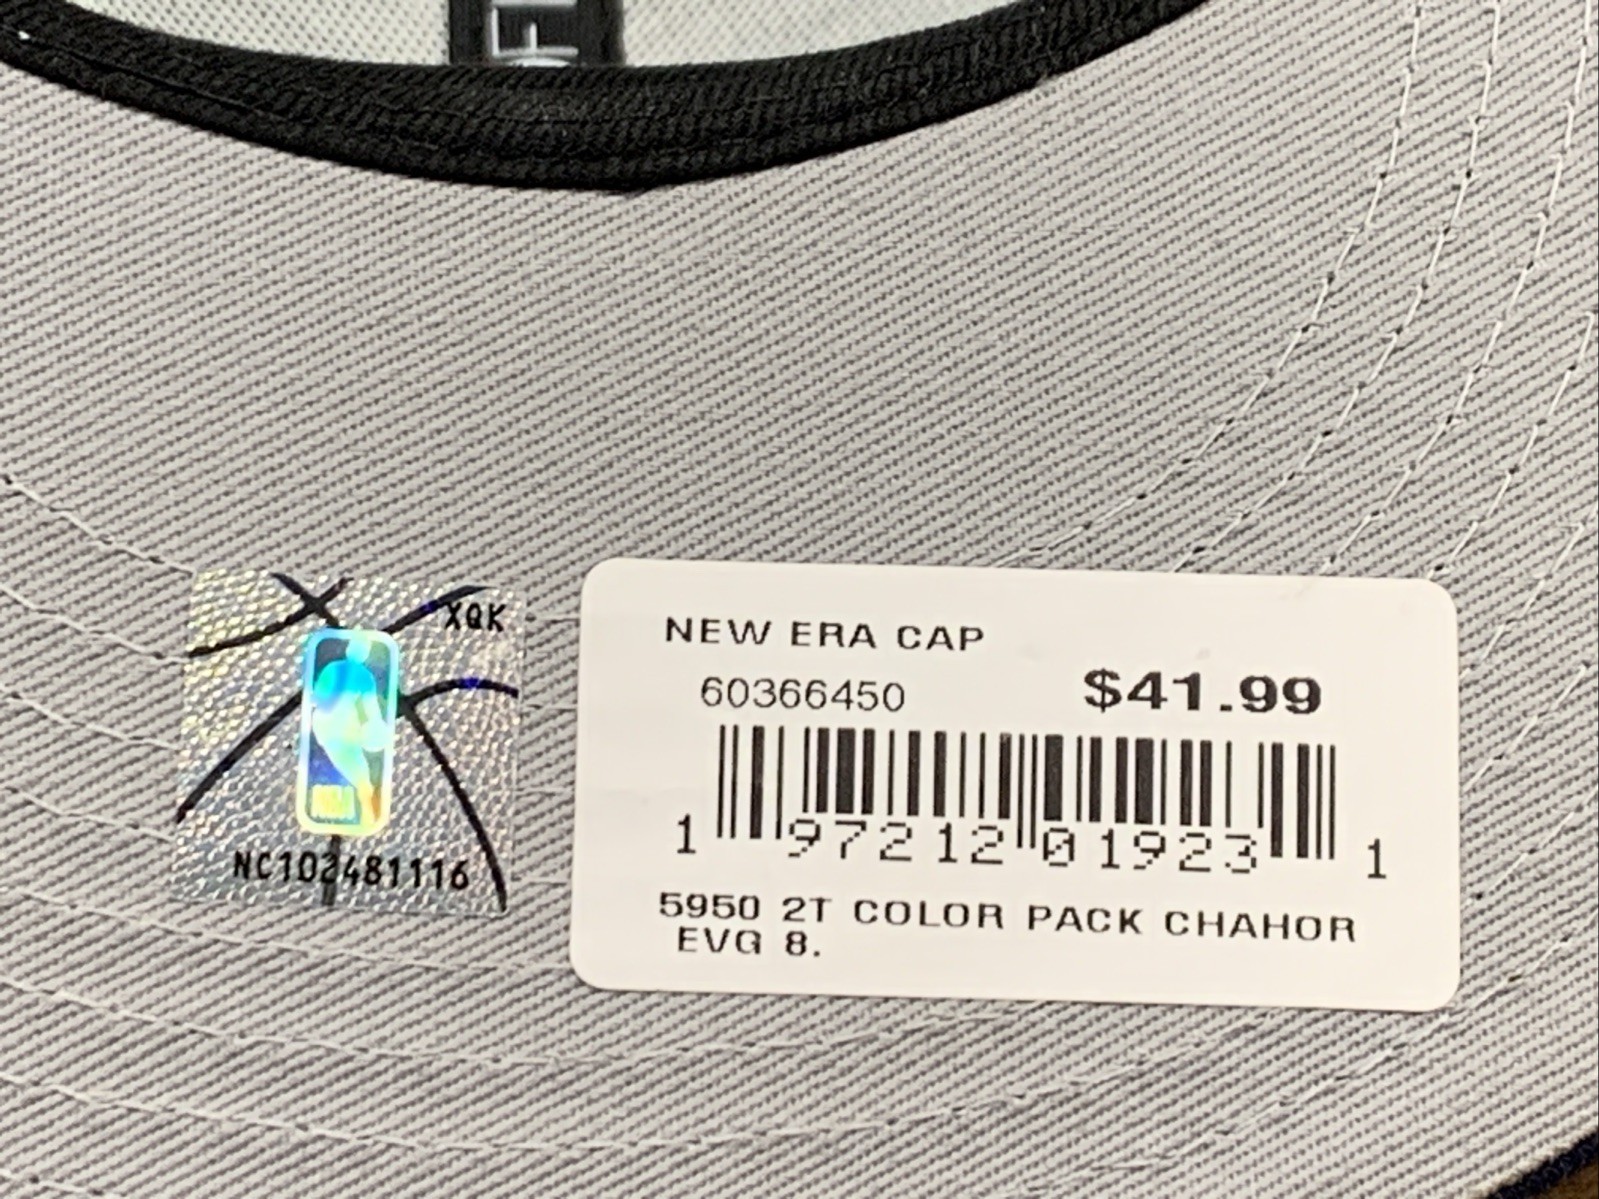 XQK
NBA
NC102481116
NEW ERA CAP
60366450 $41.99
1 97212 01923 1
5950 2T COLOR PACK CHAHOR
EVG 8.